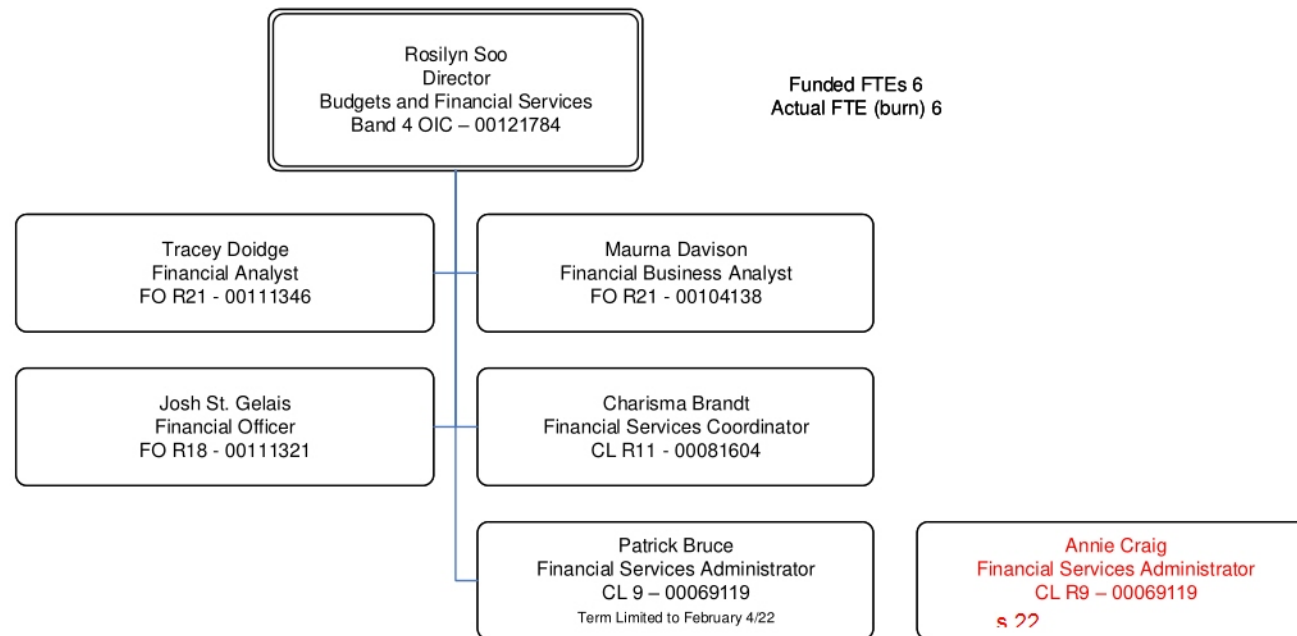 Rosilyn Soo
Director
Budgets and Financial Services
Band 4 OIC – 00121784
Funded FTEs 6
Actual FTE (burn) 6
Tracey Doidge
Financial Analyst
FO R21 - 00111346
Maurna Davison
Financial Business Analyst
FO R21 - 00104138
Josh St. Gelais
Financial Officer
FO R18 - 00111321
Charisma Brandt
Financial Services Coordinator
CL R11 - 00081604
Patrick Bruce
Financial Services Administrator
CL 9 – 00069119
Term Limited to February 4/22
Annie Craig
Financial Services Administrator
CL R9 – 00069119
s.22